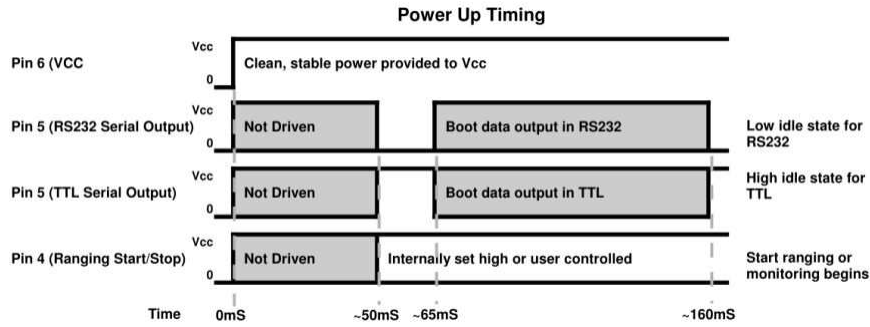 Power Up Timing
Pin 6 (VCC
Vcc
0
Clean, stable power provided to Vcc
Pin 5 (RS232 Serial Output)
Vcc
0
Not Driven
Boot data output in RS232
Low idle state for
RS232
Pin 5 (TTL Serial Output)
Vcc
0
Not Driven
Boot data output in TTL
High idle state for
TTL
Pin 4 (Ranging Start/Stop)
Vcc
0
Not Driven
Internally set high or user controlled
Start ranging or
monitoring begins
Time 0mS ~50mS ~65mS ~160mS